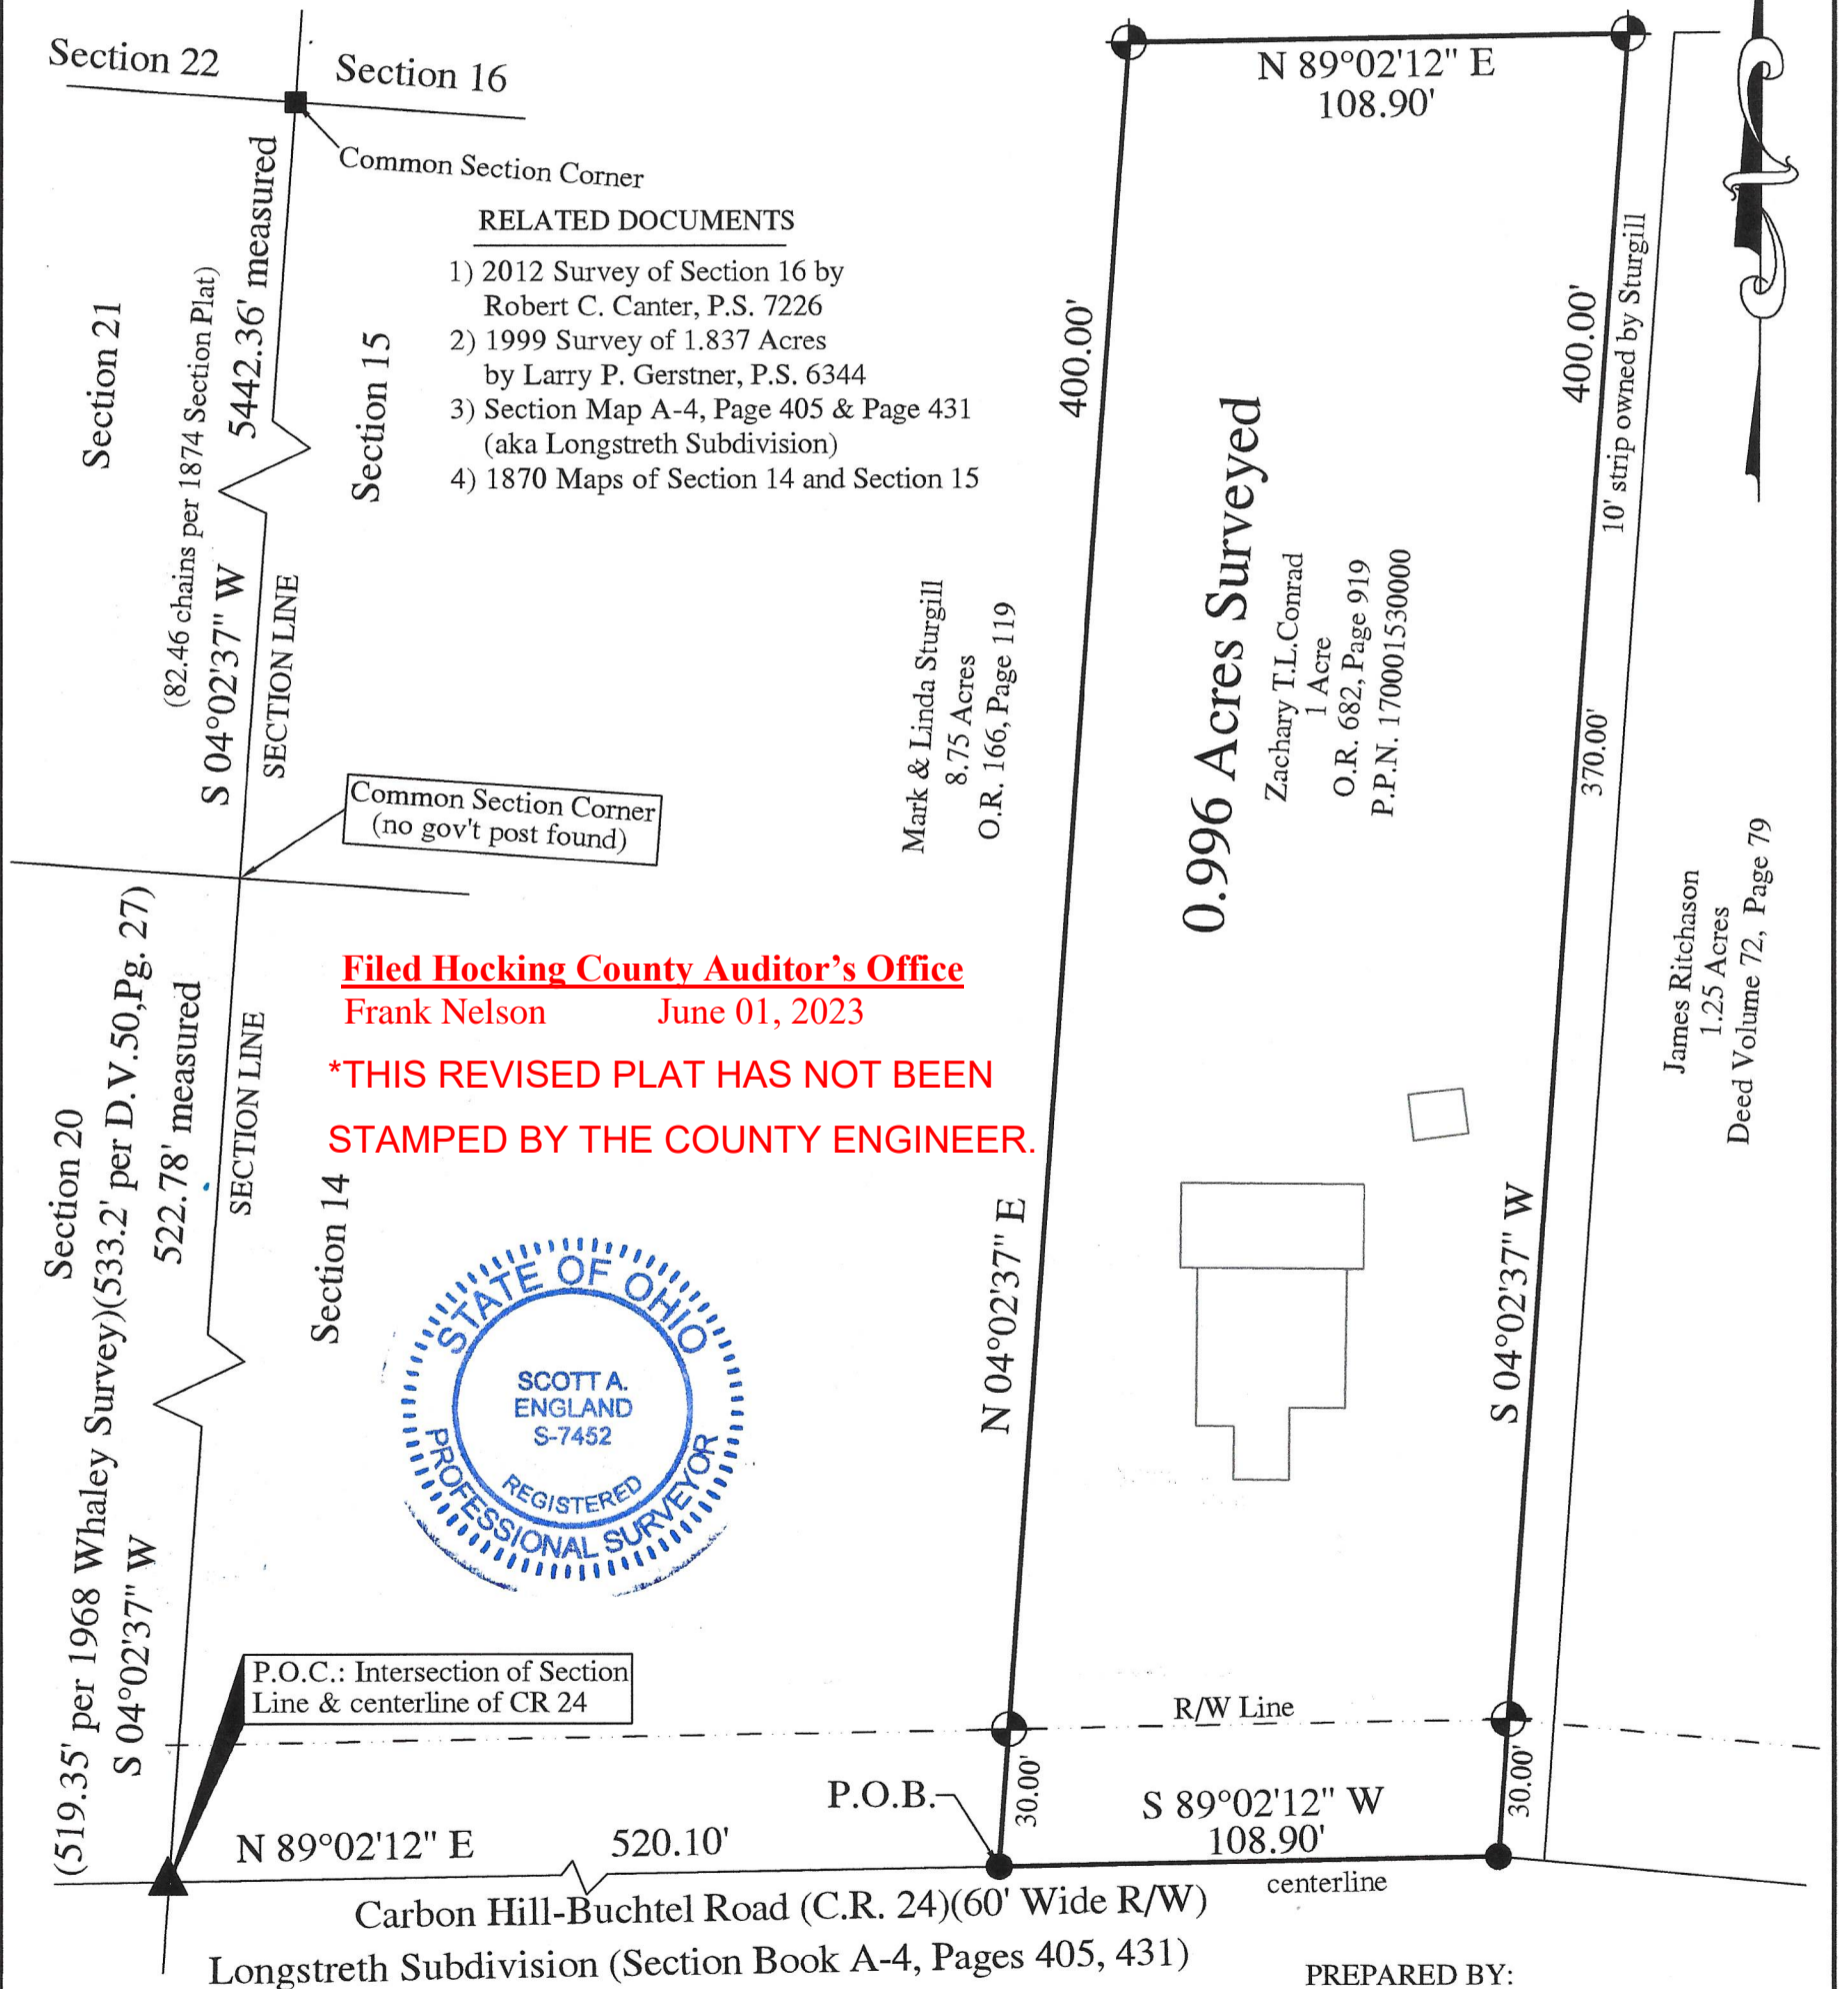 Section 22
Section 16
Common Section Corner
RELATED DOCUMENTS
1) 2012 Survey of Section 16 by
Robert C. Canter, P.S. 7226
2) 1999 Survey of 1.837 Acres
by Larry P. Gerstner, P.S. 6344
3) Section Map A-4, Page 405 & Page 431
(aka Longstreth Subdivision)
4) 1870 Maps of Section 14 and Section 15
Section 21
(82.46 chains per 1874 Section Plat)
5442.36' measured
S 04°02'37" W
SECTION LINE
Section 15
Common Section Corner
(no gov't post found)
N 89°02'12" E
108.90'
400.00'
400.00'
10' strip owned by Sturgill
370.00'
Mark & Linda Sturgill
8.75 Acres
O.R. 166, Page 119
0.996 Acres Surveyed
Zachary T.L.Conrad
1 Acre
O.R. 682, Page 919
P.P.N. 170001530000
James Ritchason
1.25 Acres
Deed Volume 72, Page 79
Filed Hocking County Auditor's Office
Frank Nelson June 01, 2023
*THIS REVISED PLAT HAS NOT BEEN
STAMPED BY THE COUNTY ENGINEER.
Section 20
(519.35' per 1968 Whaley Survey)(533.2' per D.V.50,Pg. 27)
522.78' measured
S 04°02'37" W
SECTION LINE
Section 14
STATE OF OHIO
SCOTT A.
ENGLAND
S-7452
REGISTERED
PROFESSIONAL SURVEYOR
N 04°02'37" E
S 04°02'37" W
P.O.C.: Intersection of Section
Line & centerline of CR 24
R/W Line
P.O.B.
30.00'
30.00'
S 89°02'12" W
108.90'
N 89°02'12" E 520.10'
centerline
Carbon Hill-Buchtel Road (C.R. 24)(60' Wide R/W)
Longstreth Subdivision (Section Book A-4, Pages 405, 431)
PREPARED BY: